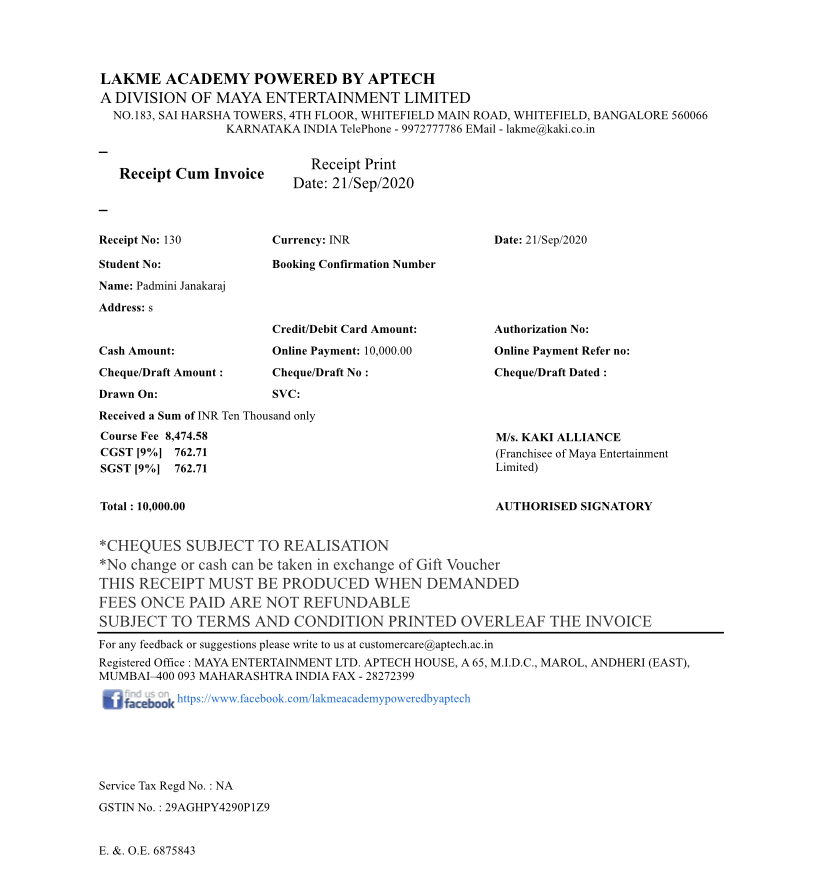 LAKME ACADEMY POWERED BY APTECH
A DIVISION OF MAYA ENTERTAINMENT LIMITED
NO.183, SAI HARSHA TOWERS, 4TH FLOOR, WHITEFIELD MAIN ROAD, WHITEFIELD, BANGALORE 560066
KARNATAKA INDIA TelePhone - 9972777786 EMail - lakme@kaki.co.in
Receipt Cum Invoice
Receipt Print
Date: 21/Sep/2020
Receipt No: 130 Currency: INR Date: 21/Sep/2020
Student No: Booking Confirmation Number
Name: Padmini Janakaraj
Address: s
Credit/Debit Card Amount: Authorization No:
Cash Amount: Online Payment: 10,000.00 Online Payment Refer no:
Cheque/Draft Amount : Cheque/Draft No : Cheque/Draft Dated :
Drawn On: SVC:
Received a Sum of INR Ten Thousand only
Course Fee 8,474.58
CGST [9%] 762.71
SGST [9%] 762.71
M/s. KAKI ALLIANCE
(Franchisee of Maya Entertainment
Limited)
Total : 10,000.00 AUTHORISED SIGNATORY
*CHEQUES SUBJECT TO REALISATION
*No change or cash can be taken in exchange of Gift Voucher
THIS RECEIPT MUST BE PRODUCED WHEN DEMANDED
FEES ONCE PAID ARE NOT REFUNDABLE
SUBJECT TO TERMS AND CONDITION PRINTED OVERLEAF THE INVOICE
For any feedback or suggestions please write to us at customercare@aptech.ac.in
Registered Office : MAYA ENTERTAINMENT LTD. APTECH HOUSE, A 65, M.I.D.C., MAROL, ANDHERI (EAST),
MUMBAI–400 093 MAHARASHTRA INDIA FAX - 28272399
find us on
facebook https://www.facebook.com/lakmeacademypoweredbyaptech
Service Tax Regd No. : NA
GSTIN No. : 29AGHPY4290P1Z9
E. &. O.E. 6875843